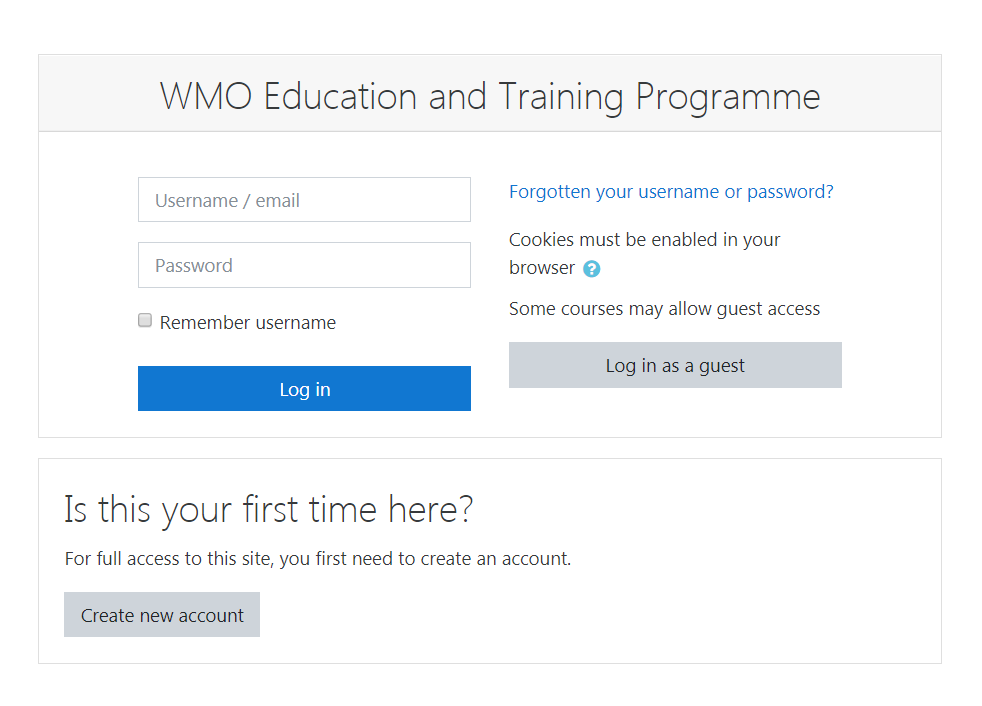 WMO Education and Training Programme
Username / email
Password
Remember username
Log in
Forgotten your username or password?
Cookies must be enabled in your
browser ?
Some courses may allow guest access
Log in as a guest
Is this your first time here?
For full access to this site, you first need to create an account.
Create new account